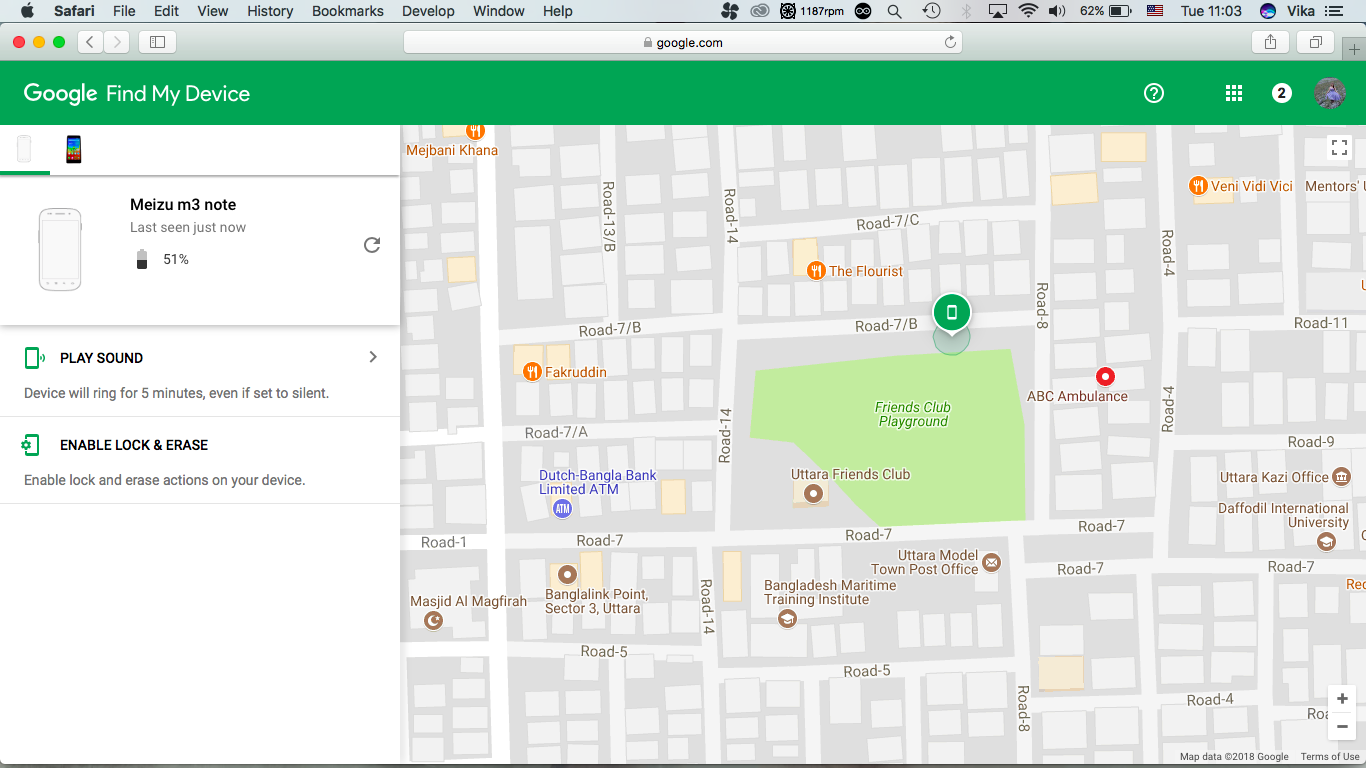 Safari File Edit View History Bookmarks Develop Window Help 1187rpm 62% Tue 11:03 Vika
google.com
Google Find My Device
2
Meizu m3 note
Last seen just now
51%
PLAY SOUND
Device will ring for 5 minutes, even if set to silent.
ENABLE LOCK & ERASE
Enable lock and erase actions on your device.
Mejbani Khana
Road-13/B
Road-14
Road-7/C
Veni Vidi Vici
Mentors'
Road-4
The Flourist
Road-8
Road-7/B
Road-7/B
Road-11
Fakruddin
ABC Ambulance
Road-4
Friends Club
Playground
Road-14
Road-7/A
Road-9
Dutch-Bangla Bank
Limited ATM
ATM
Uttara Friends Club
Uttara Kazi Office
Daffodil International
University
Road-1
Road-7
Road-7
Road-7
Uttara Model
Town Post Office
Road-7
Road-7
Banglalink Point,
Sector 3, Uttara
Bangladesh Maritime
Training Institute
Masjid Al Magfirah
Road-14
Road-5
Road-5
Road-8
Road-4
+
−
Map data ©2018 Google Terms of Use